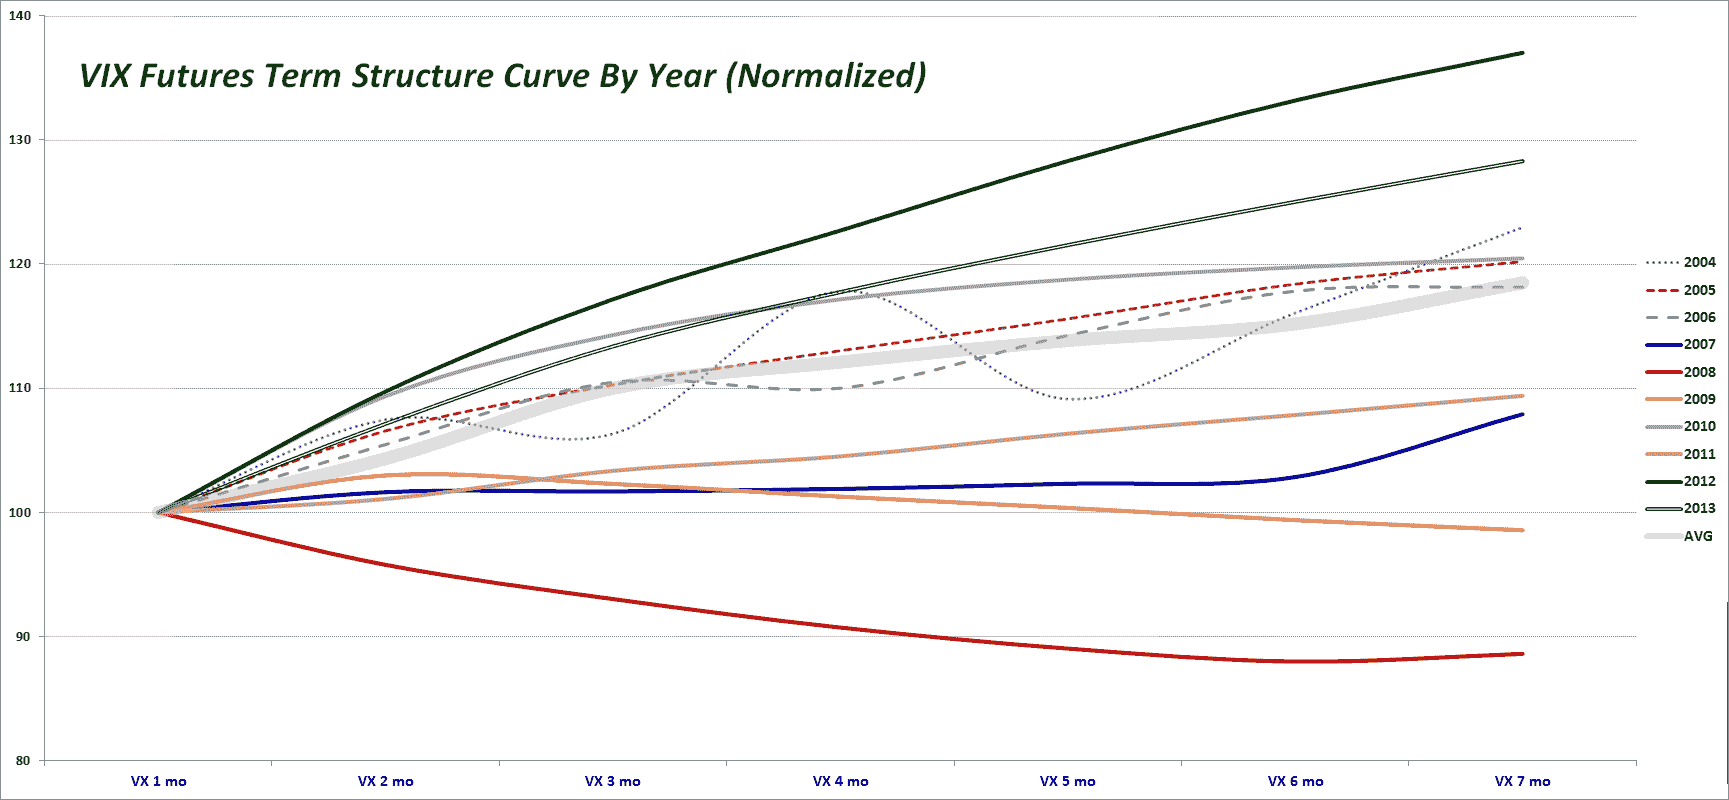 140
VIX Futures Term Structure Curve By Year (Normalized)
130
120
110
100
90
80
VX 1 mo
VX 2 mo
VX 3 mo
VX 4 mo
VX 5 mo
VX 6 mo
VX 7 mo
2004
2005
2006
2007
2008
2009
2010
2011
2012
2013
AVG